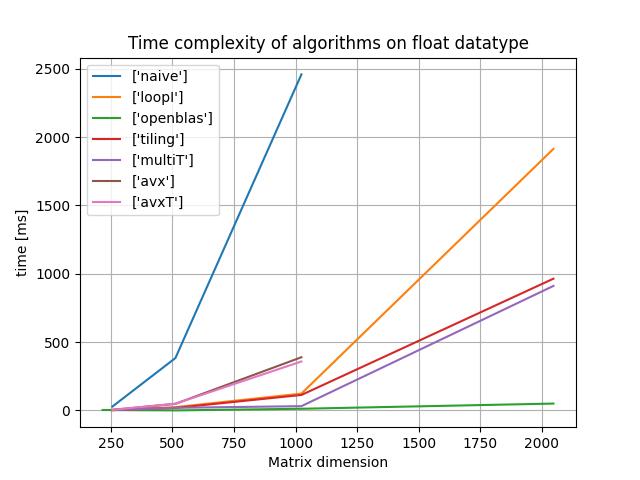 Time complexity of algorithms on float datatype
2500
2000
1500
1000
500
0
time [ms]
['naive']
['loopI']
['openblas']
['tiling']
['multiT']
['avx']
['avxT']
250 500 750 1000 1250 1500 1750 2000
Matrix dimension